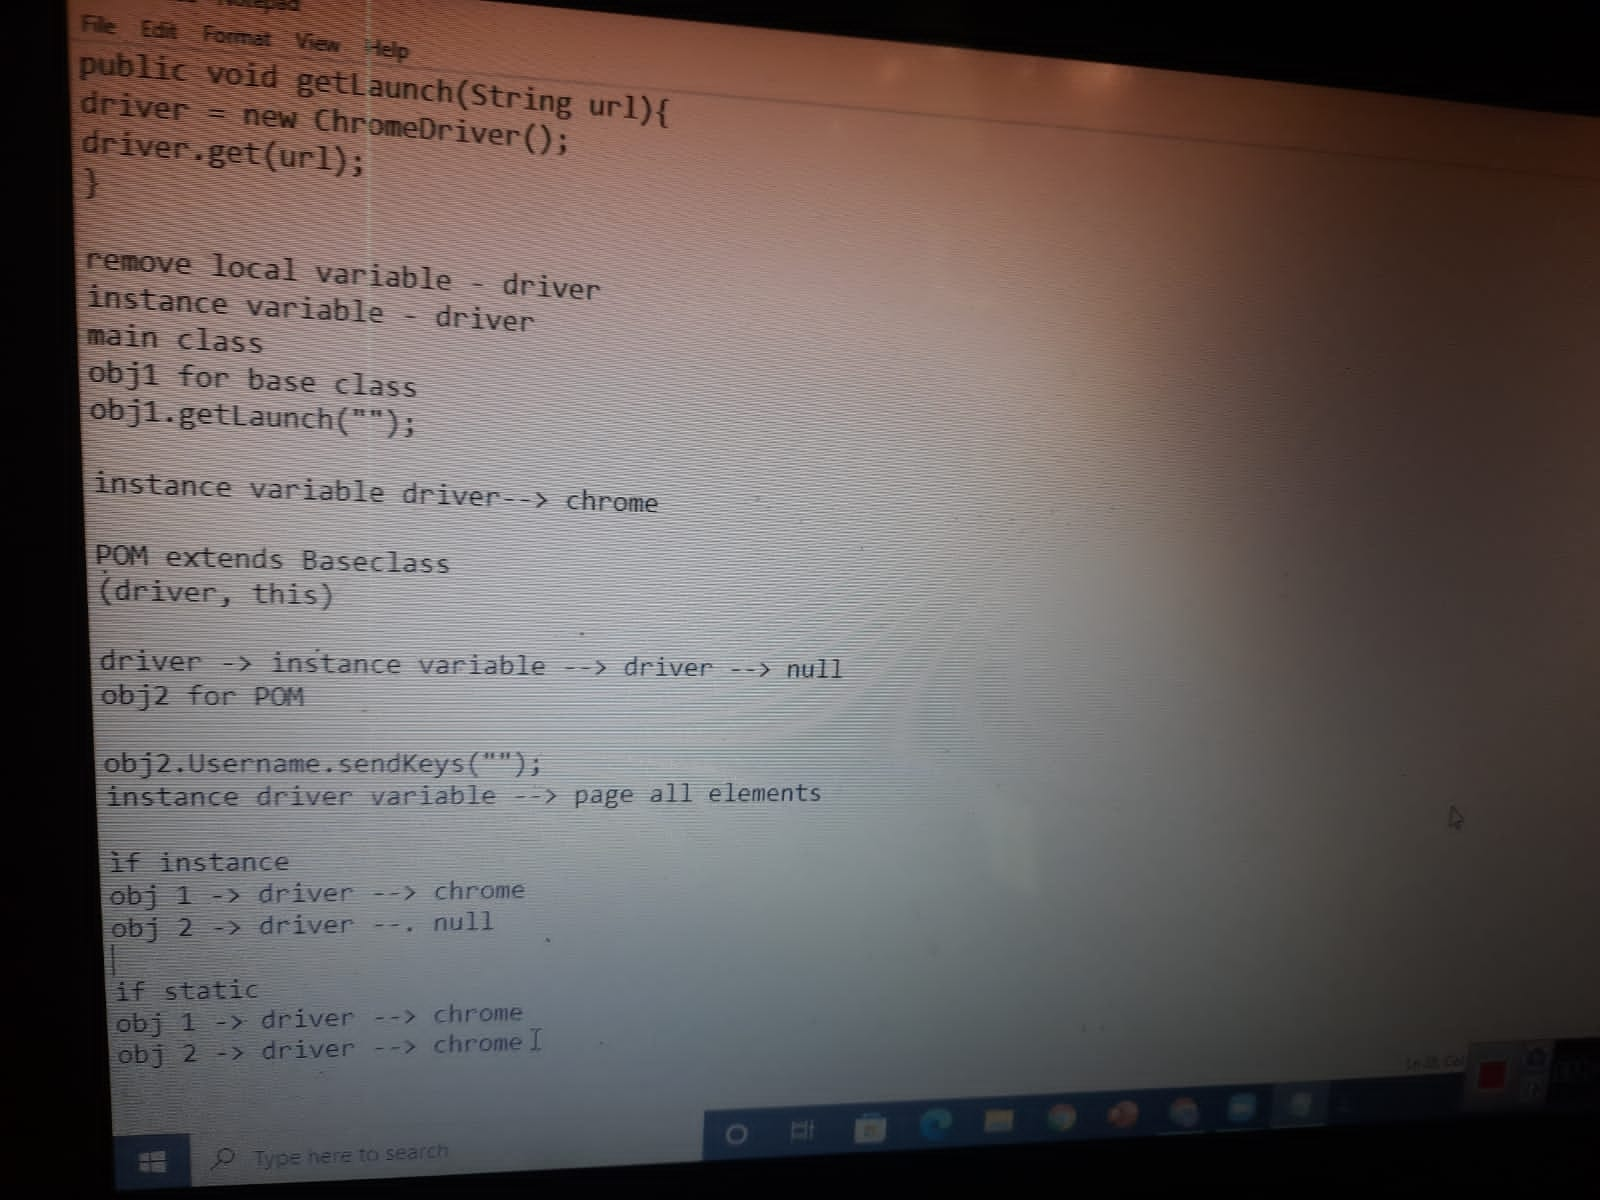 Notepad
File Edit Format View Help
public void getLaunch(String url){
driver = new ChromeDriver();
driver.get(url);
}
remove local variable - driver
instance variable - driver
main class
obj1 for base class
obj1.getLaunch("");
instance variable driver--> chrome
POM extends Baseclass
(driver, this)
driver -> instance variable --> driver --> null
obj2 for POM
obj2.Username.sendKeys("");
instance driver variable --> page all elements
if instance
obj 1 -> driver --> chrome
obj 2 -> driver --. null
if static
obj 1 -> driver --> chrome
obj 2 -> driver --> chrome
Type here to search